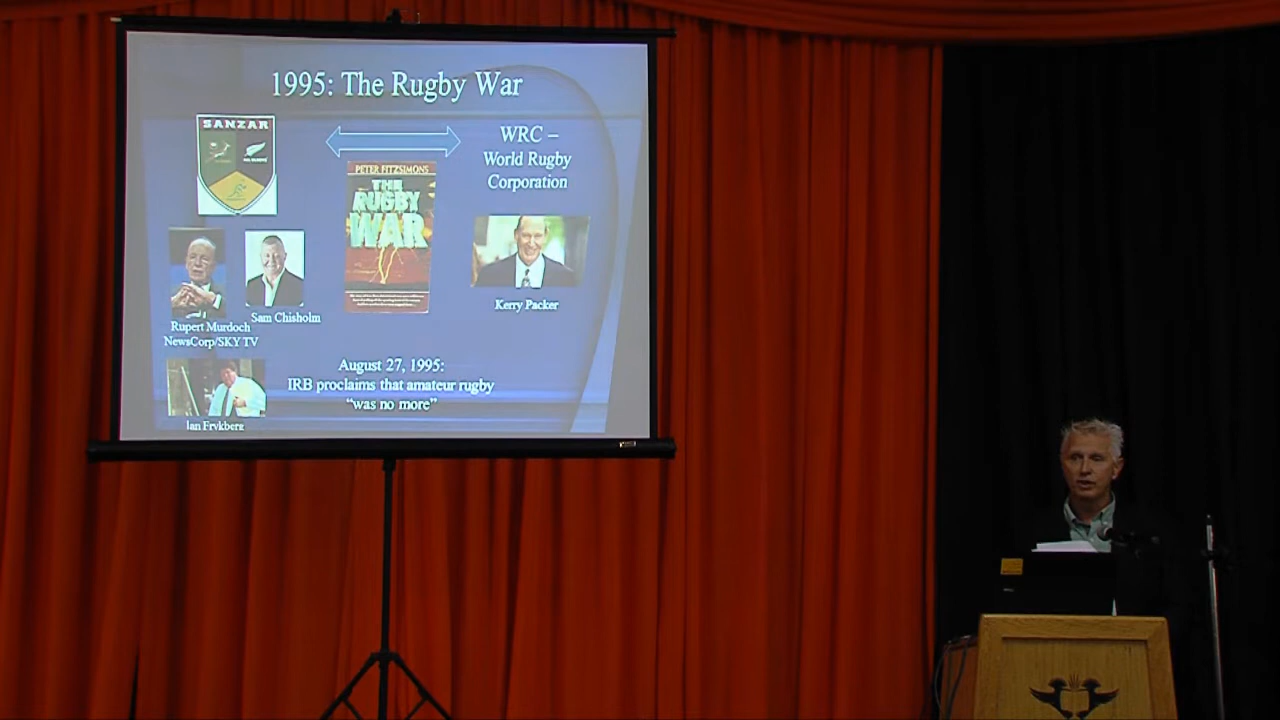 1995: The Rugby War
SANZAR
WRC –
World Rugby
Corporation
PETER FITZSIMONS
THE
RUGBY
WAR
Kerry Packer
Sam Chisholm
Rupert Murdoch
NewsCorp/SKY TV
August 27, 1995:
IRB proclaims that amateur rugby
“was no more”
Ian Frykberg